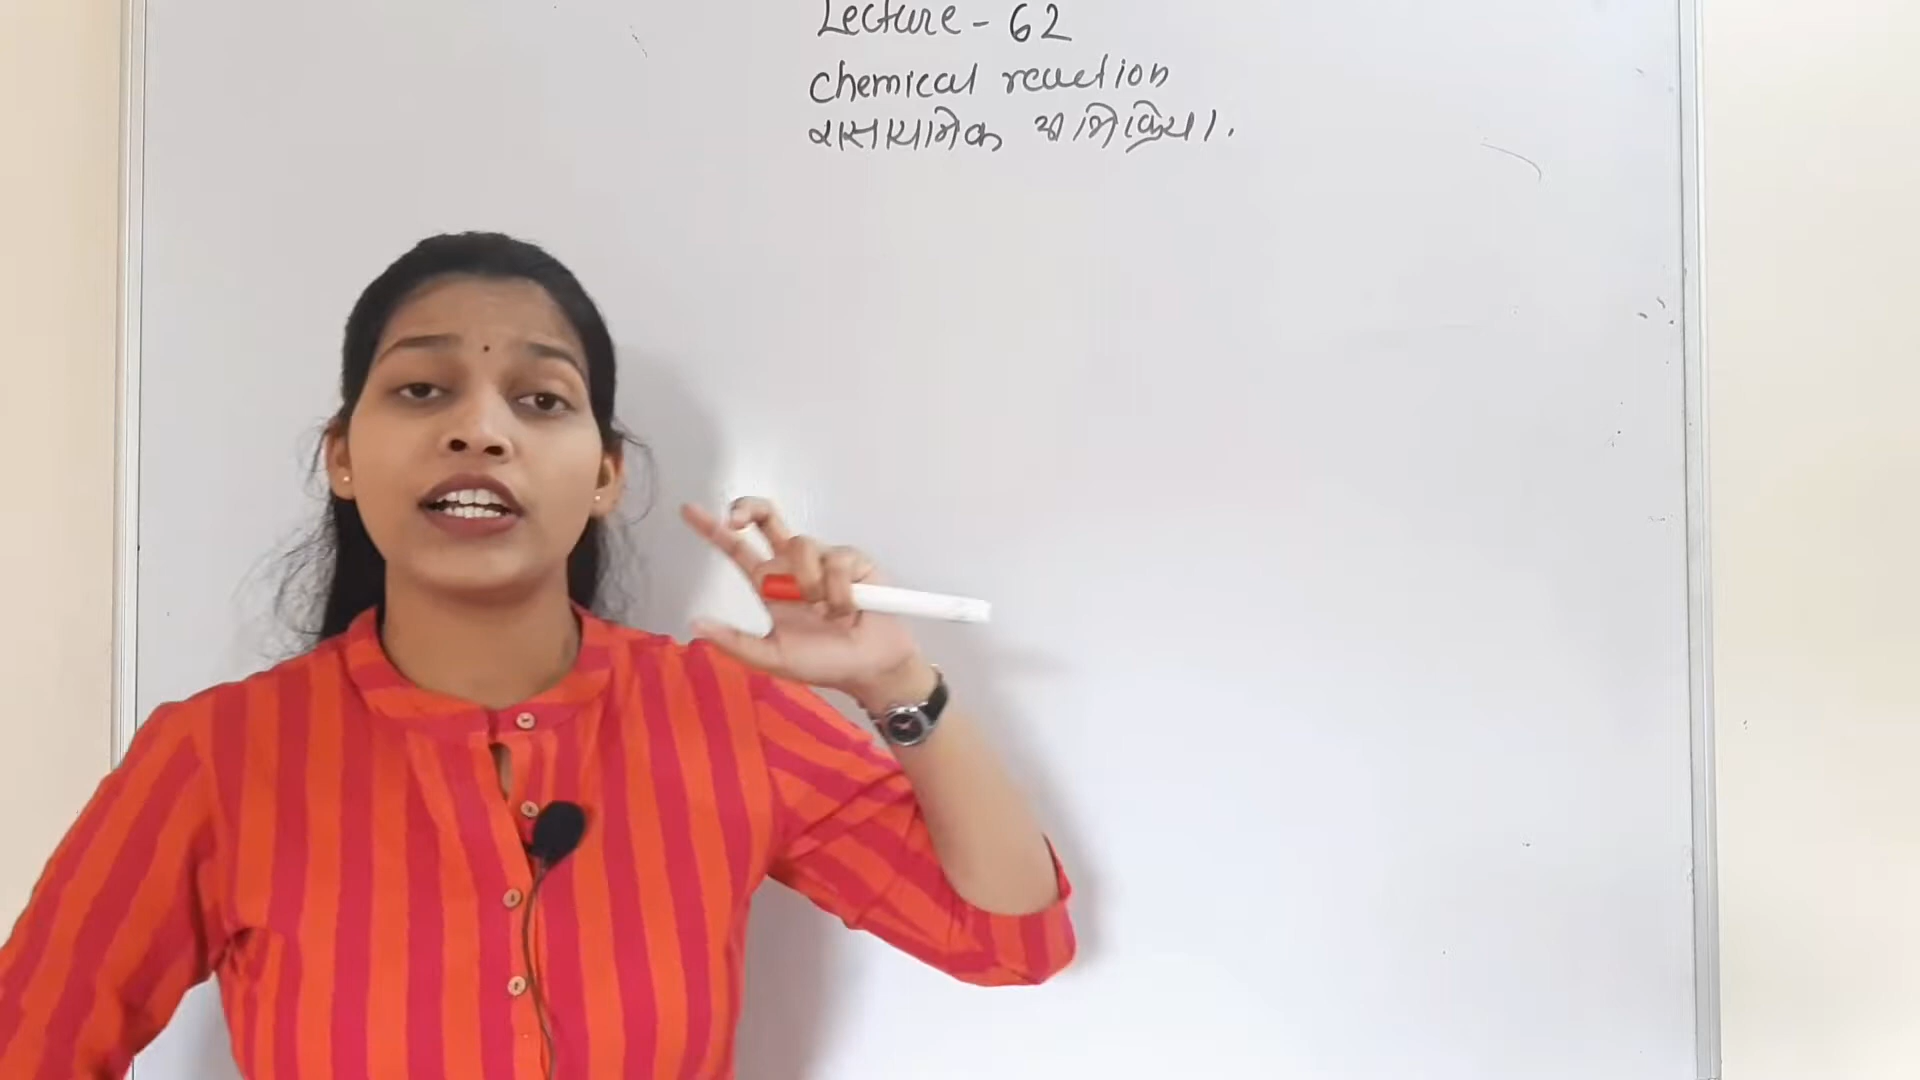 Lecture - 62
Chemical reaction
रासायनिक अभिक्रिया.